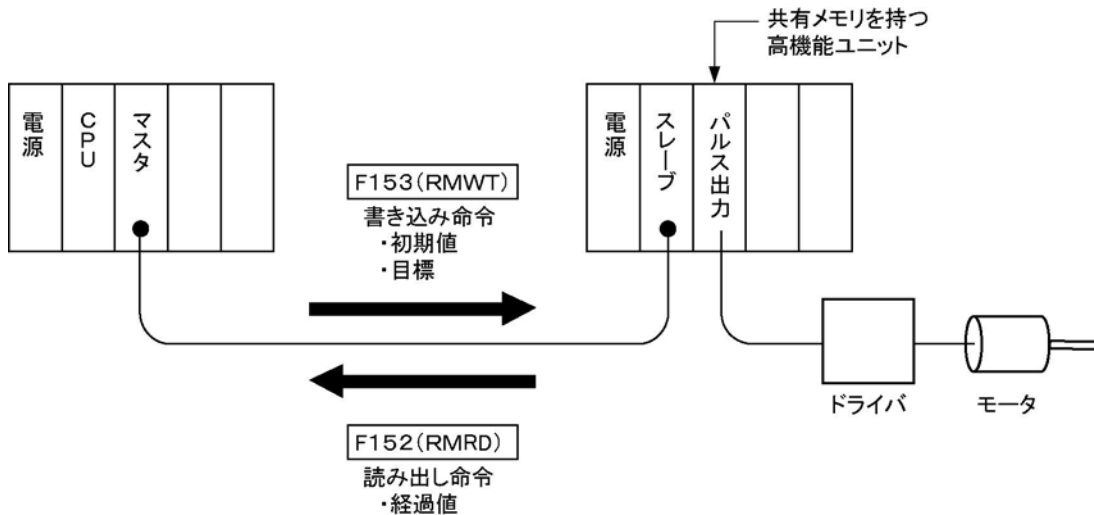 共有メモリを持つ
高機能ユニット
電源
CPU
マスタ
電源
スレーブ
パルス出力
F153(RMWT)
書き込み命令
・初期値
・目標
ドライバ
モータ
F152(RMRD)
読み出し命令
・経過値